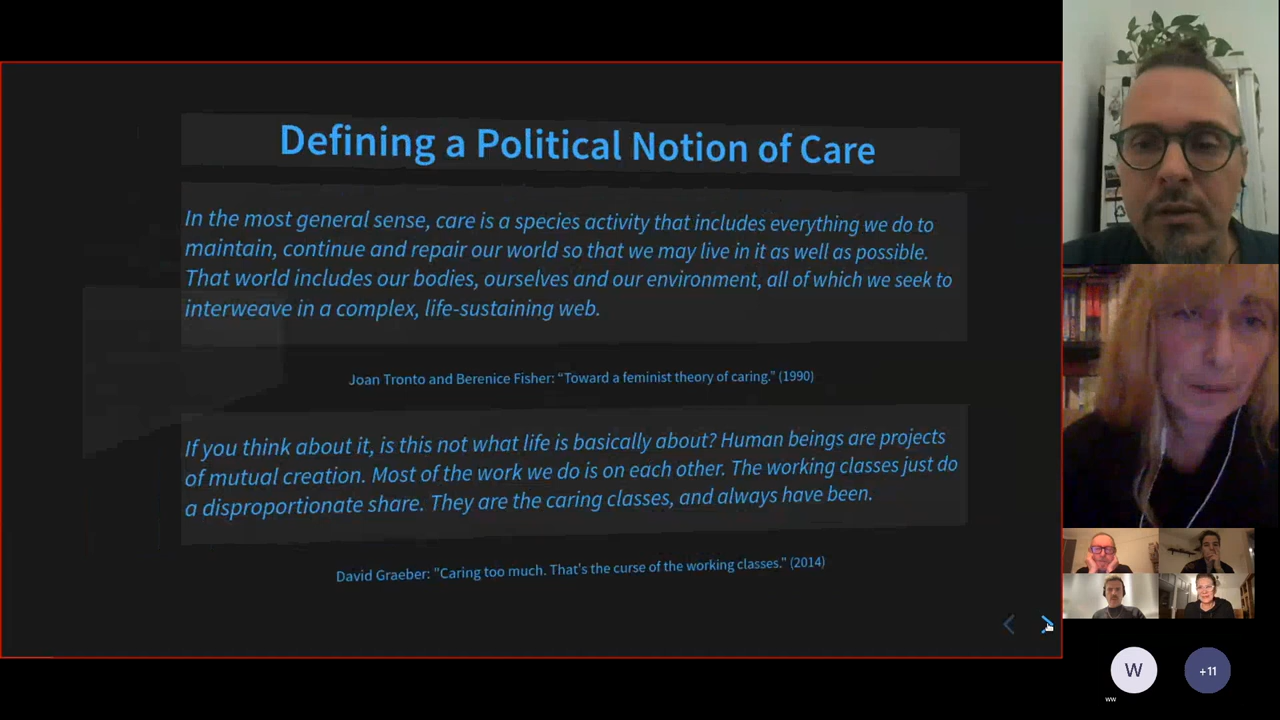 Defining a Political Notion of Care
In the most general sense, care is a species activity that includes everything we do to
maintain, continue and repair our world so that we may live in it as well as possible.
That world includes our bodies, ourselves and our environment, all of which we seek to
interweave in a complex, life-sustaining web.
Joan Tronto and Berenice Fisher: “Toward a feminist theory of caring.” (1990)
If you think about it, is this not what life is basically about? Human beings are projects
of mutual creation. Most of the work we do is on each other. The working classes just do
a disproportionate share. They are the caring classes, and always have been.
David Graeber: "Caring too much. That's the curse of the working classes." (2014)
W
+11
ww